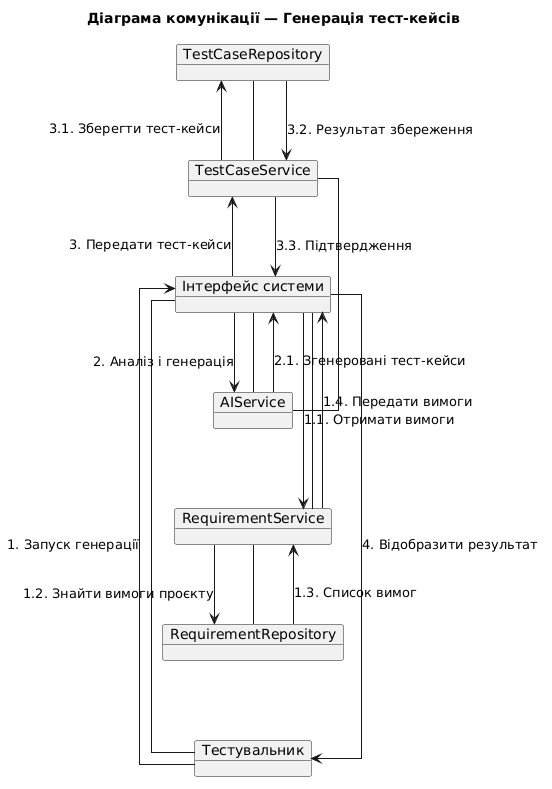 Діаграма комунікації — Генерація тест-кейсів
TestCaseRepository
3.1. Зберегти тест-кейси
3.2. Результат збереження
TestCaseService
3. Передати тест-кейси
3.3. Підтвердження
Інтерфейс системи
2. Аналіз і генерація
2.1. Згенеровані тест-кейси
AIService
1.4. Передати вимоги
1.1. Отримати вимоги
RequirementService
1. Запуск генерації
4. Відобразити результат
1.2. Знайти вимоги проєкту
1.3. Список вимог
RequirementRepository
Тестувальник